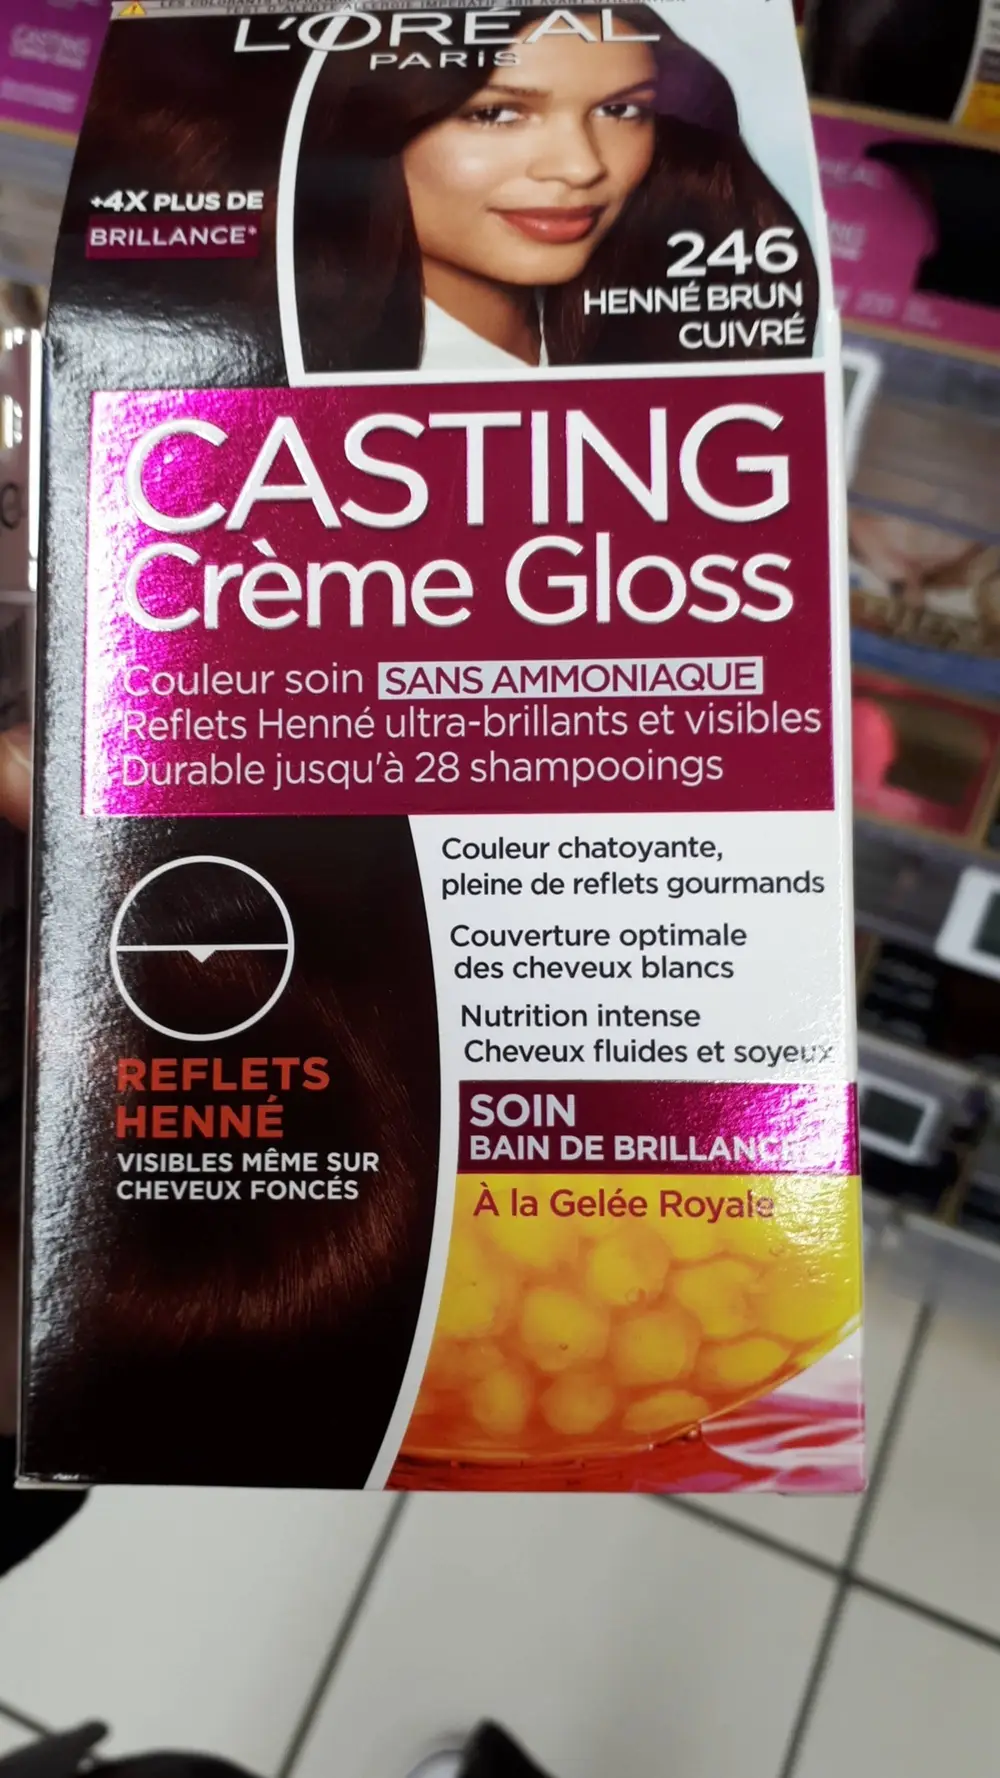 L'ORÉAL
PARIS
+4X PLUS DE
BRILLANCE*
246
HENNÉ BRUN
CUIVRÉ
CASTING
Crème Gloss
Couleur soin SANS AMMONIAQUE
Reflets Henné ultra-brillants et visibles
Durable jusqu'à 28 shampooings
Couleur chatoyante,
pleine de reflets gourmands
Couverture optimale
des cheveux blancs
Nutrition intense
Cheveux fluides et soyeux
REFLETS
HENNÉ
VISIBLES MÊME SUR
CHEVEUX FONCÉS
SOIN
BAIN DE BRILLANCE
À la Gelée Royale